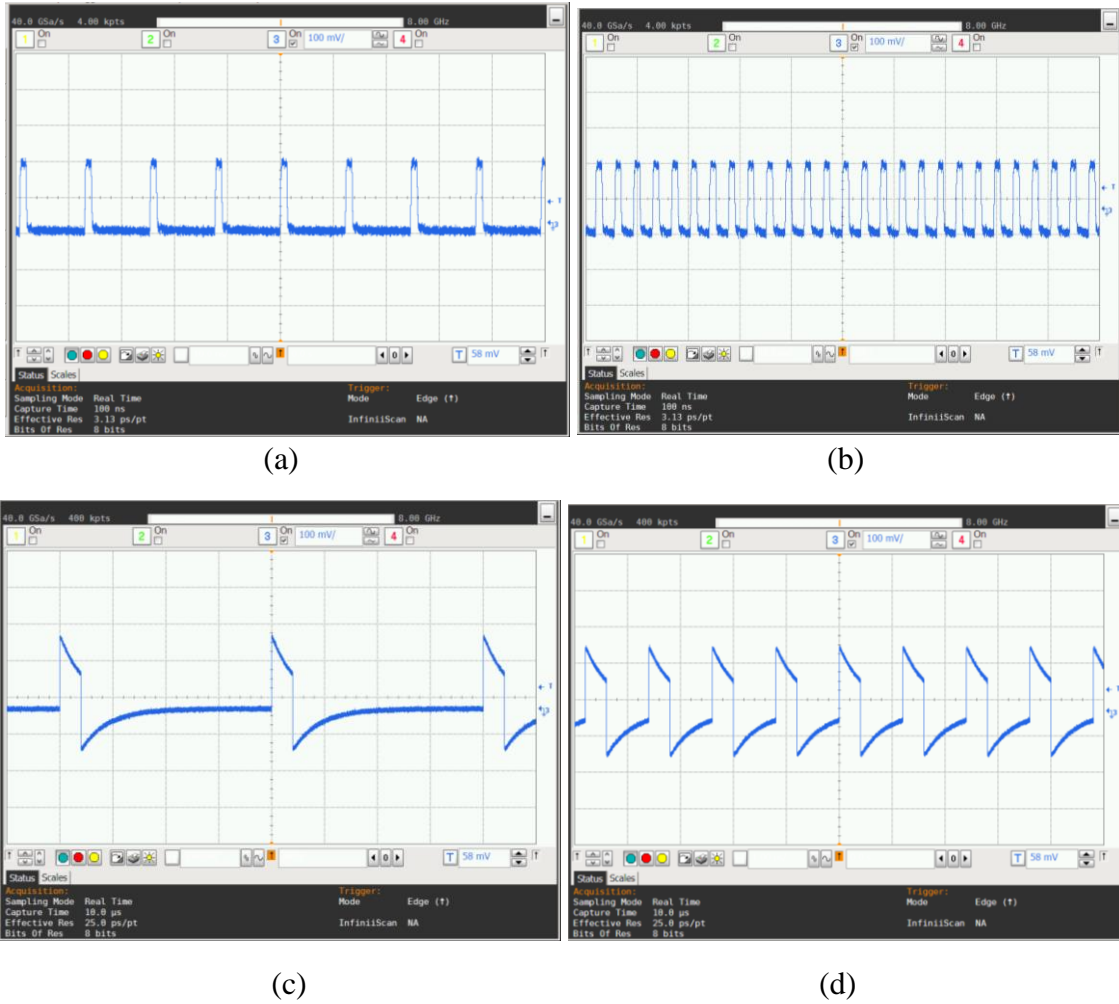 40.0 GSa/s 4.00 kpts 8.00 GHz
1 On 2 On 3 On 100 mV/ 4 On
T
3
T 0 T 58 mV T
Status Scales
Acquisition: Trigger:
Sampling Mode Real Time Mode Edge (↑)
Capture Time 100 ns
Effective Res 3.13 ps/pt InfiniiScan NA
Bits Of Res 8 bits
(a)
40.0 GSa/s 4.00 kpts 8.00 GHz
1 On 2 On 3 On 100 mV/ 4 On
T
3
T 0 T 58 mV T
Status Scales
Acquisition: Trigger:
Sampling Mode Real Time Mode Edge (↑)
Capture Time 100 ns
Effective Res 3.13 ps/pt InfiniiScan NA
Bits Of Res 8 bits
(b)
40.0 GSa/s 400 kpts 8.00 GHz
1 On 2 On 3 On 100 mV/ 4 On
T
3
T 0 T 58 mV T
Status Scales
Acquisition: Trigger:
Sampling Mode Real Time Mode Edge (↑)
Capture Time 10.0 µs
Effective Res 25.0 ps/pt InfiniiScan NA
Bits Of Res 8 bits
(c)
40.0 GSa/s 400 kpts 8.00 GHz
1 On 2 On 3 On 100 mV/ 4 On
T
3
T 0 T 58 mV T
Status Scales
Acquisition: Trigger:
Sampling Mode Real Time Mode Edge (↑)
Capture Time 10.0 µs
Effective Res 25.0 ps/pt InfiniiScan NA
Bits Of Res 8 bits
(d)